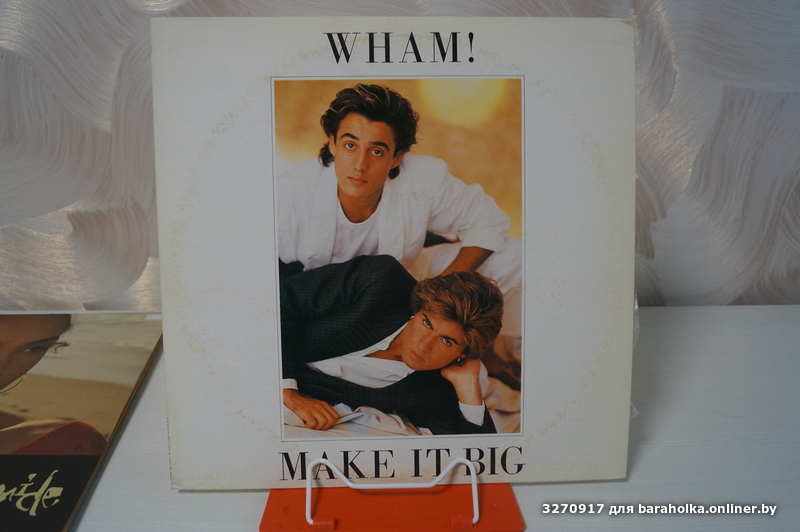 WHAM!
MAKE IT BIG
3270917 для baraholka.onliner.by